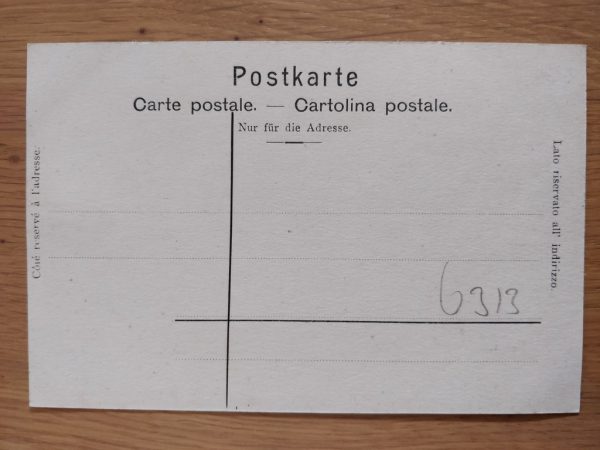 Postkarte
Carte postale. — Cartolina postale.
Nur für die Adresse.
Côté réservé à l'adresse.
Lato riservato all' indirizzo.
6313